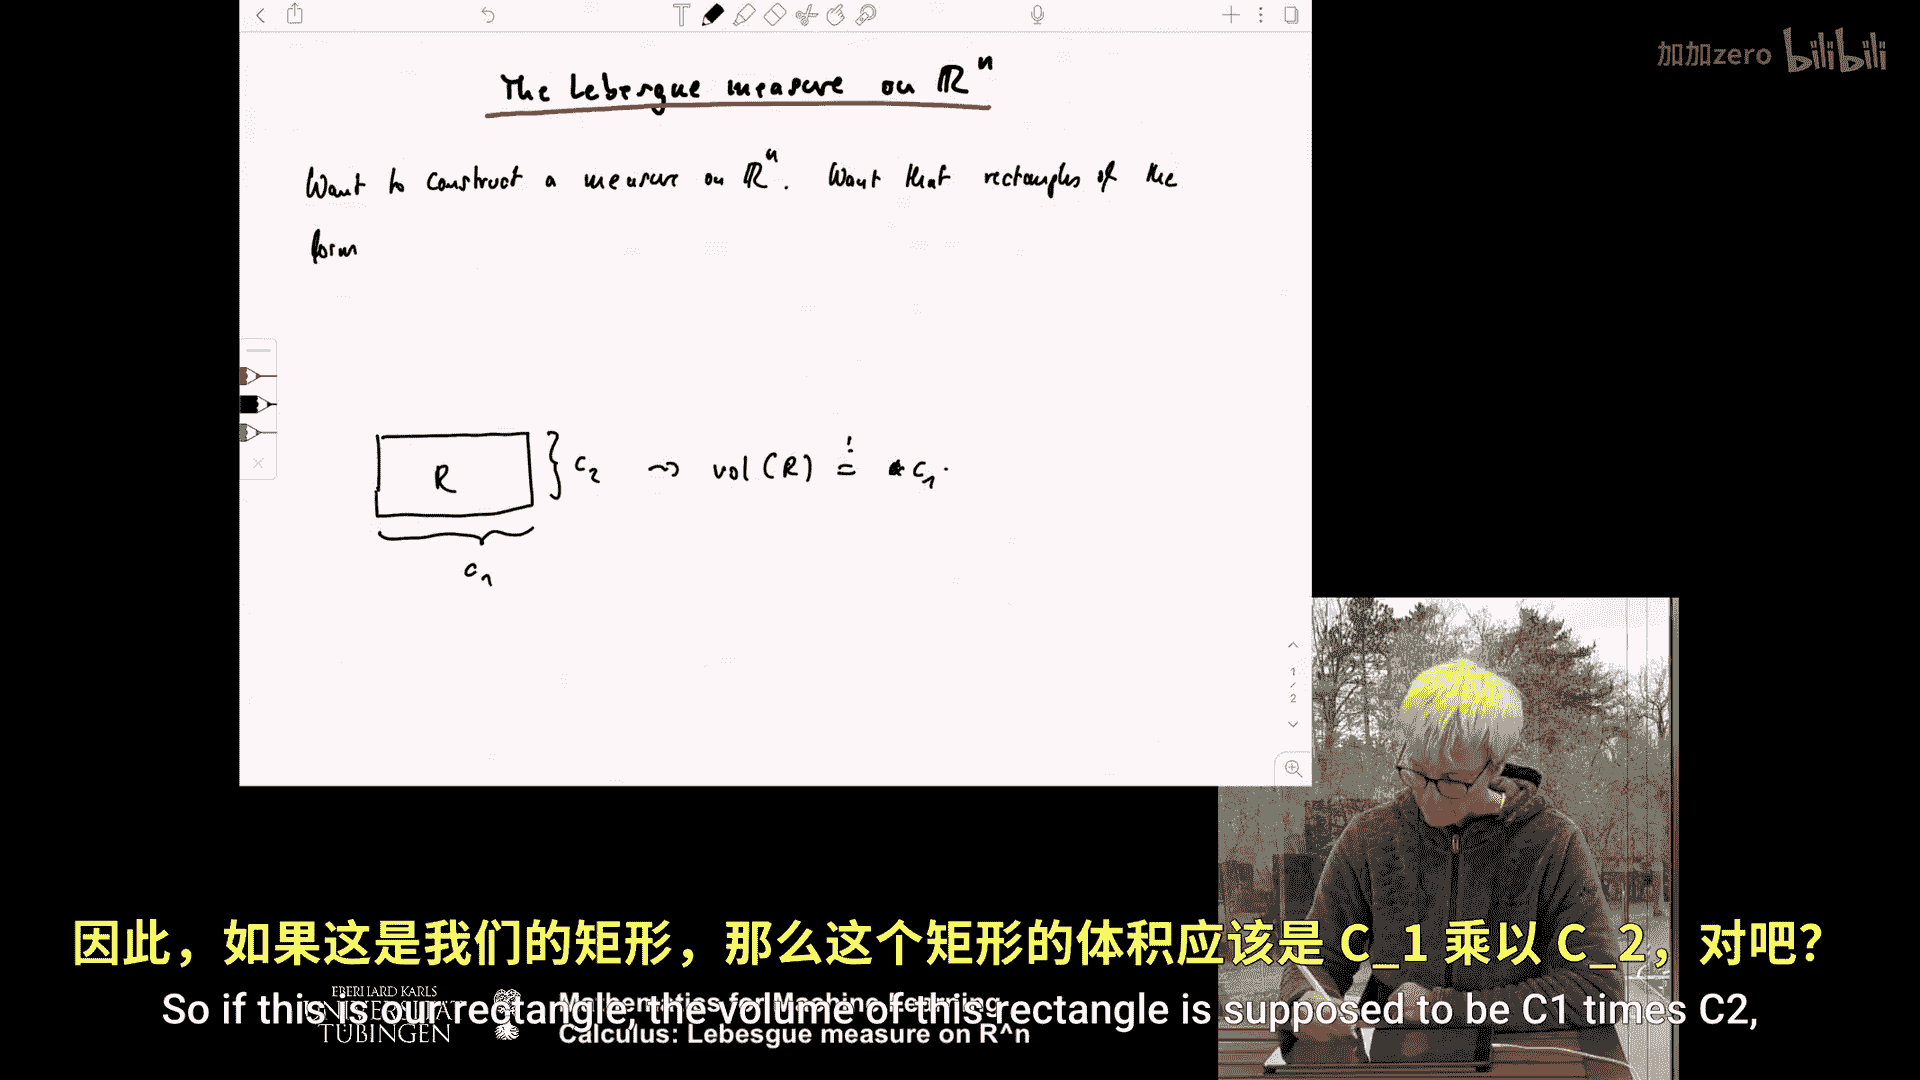 加加zero bilibili
The Lebesgue measure on ℝⁿ
Want to construct a measure on ℝⁿ. Want that rectangles of the
form
R } c₂ ⇝ vol (R) =! c₁ ·
c₁
1
/
2
因此，如果这是我们的矩形，那么这个矩形的体积应该是 C_1 乘以 C_2，对吧？
So if this is our rectangle, the volume of this rectangle is supposed to be C1 times C2,
EBERHARD KARLS
UNIVERSITÄT
TÜBINGEN
Mathematics for Machine Learning
Calculus: Lebesgue measure on R^n